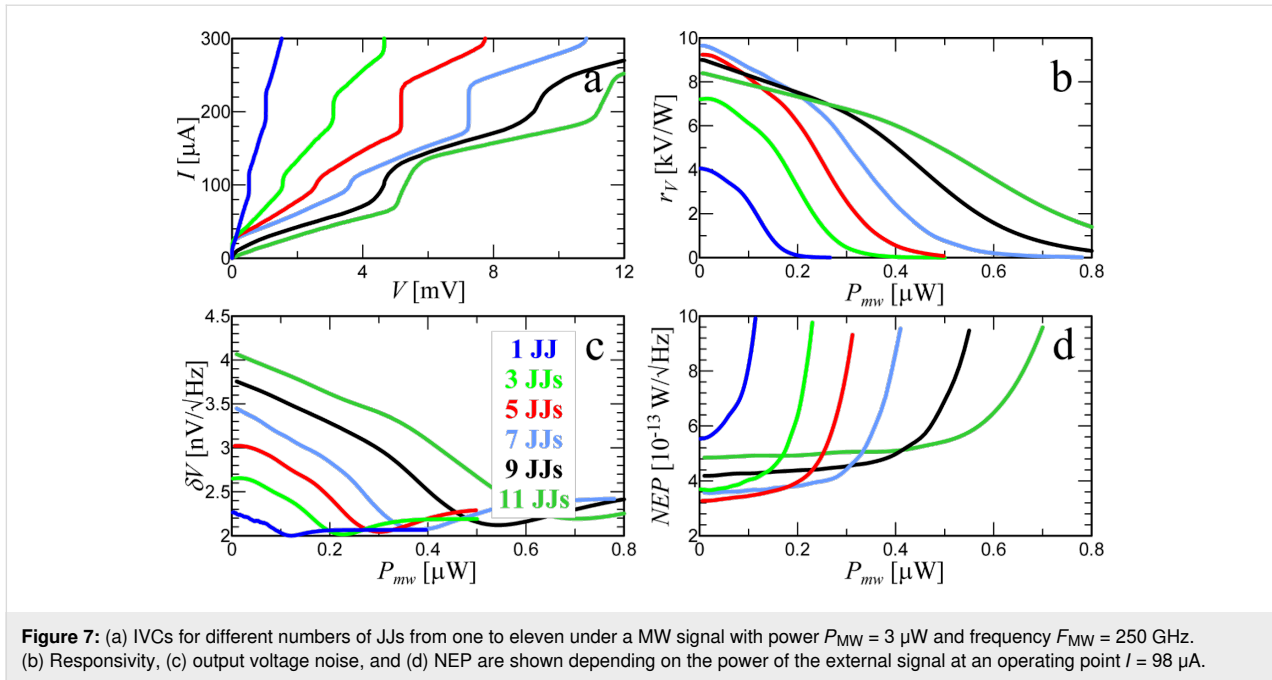 300
200
100
0
I [µA]
a
0
4
8
12
V [mV]
10
8
6
4
2
0
r_V [kV/W]
b
0
0.2
0.4
0.6
0.8
P_mw [µW]
4.5
4
3.5
3
2.5
2
δV [nV/√Hz]
c
1 JJ
3 JJs
5 JJs
7 JJs
9 JJs
11 JJs
0
0.2
0.4
0.6
0.8
P_mw [µW]
10
8
6
4
2
0
NEP [10⁻¹³ W/√Hz]
d
0
0.2
0.4
0.6
0.8
P_mw [µW]
Figure 7: (a) IVCs for different numbers of JJs from one to eleven under a MW signal with power P_MW = 3 µW and frequency F_MW = 250 GHz.
(b) Responsivity, (c) output voltage noise, and (d) NEP are shown depending on the power of the external signal at an operating point I = 98 µA.